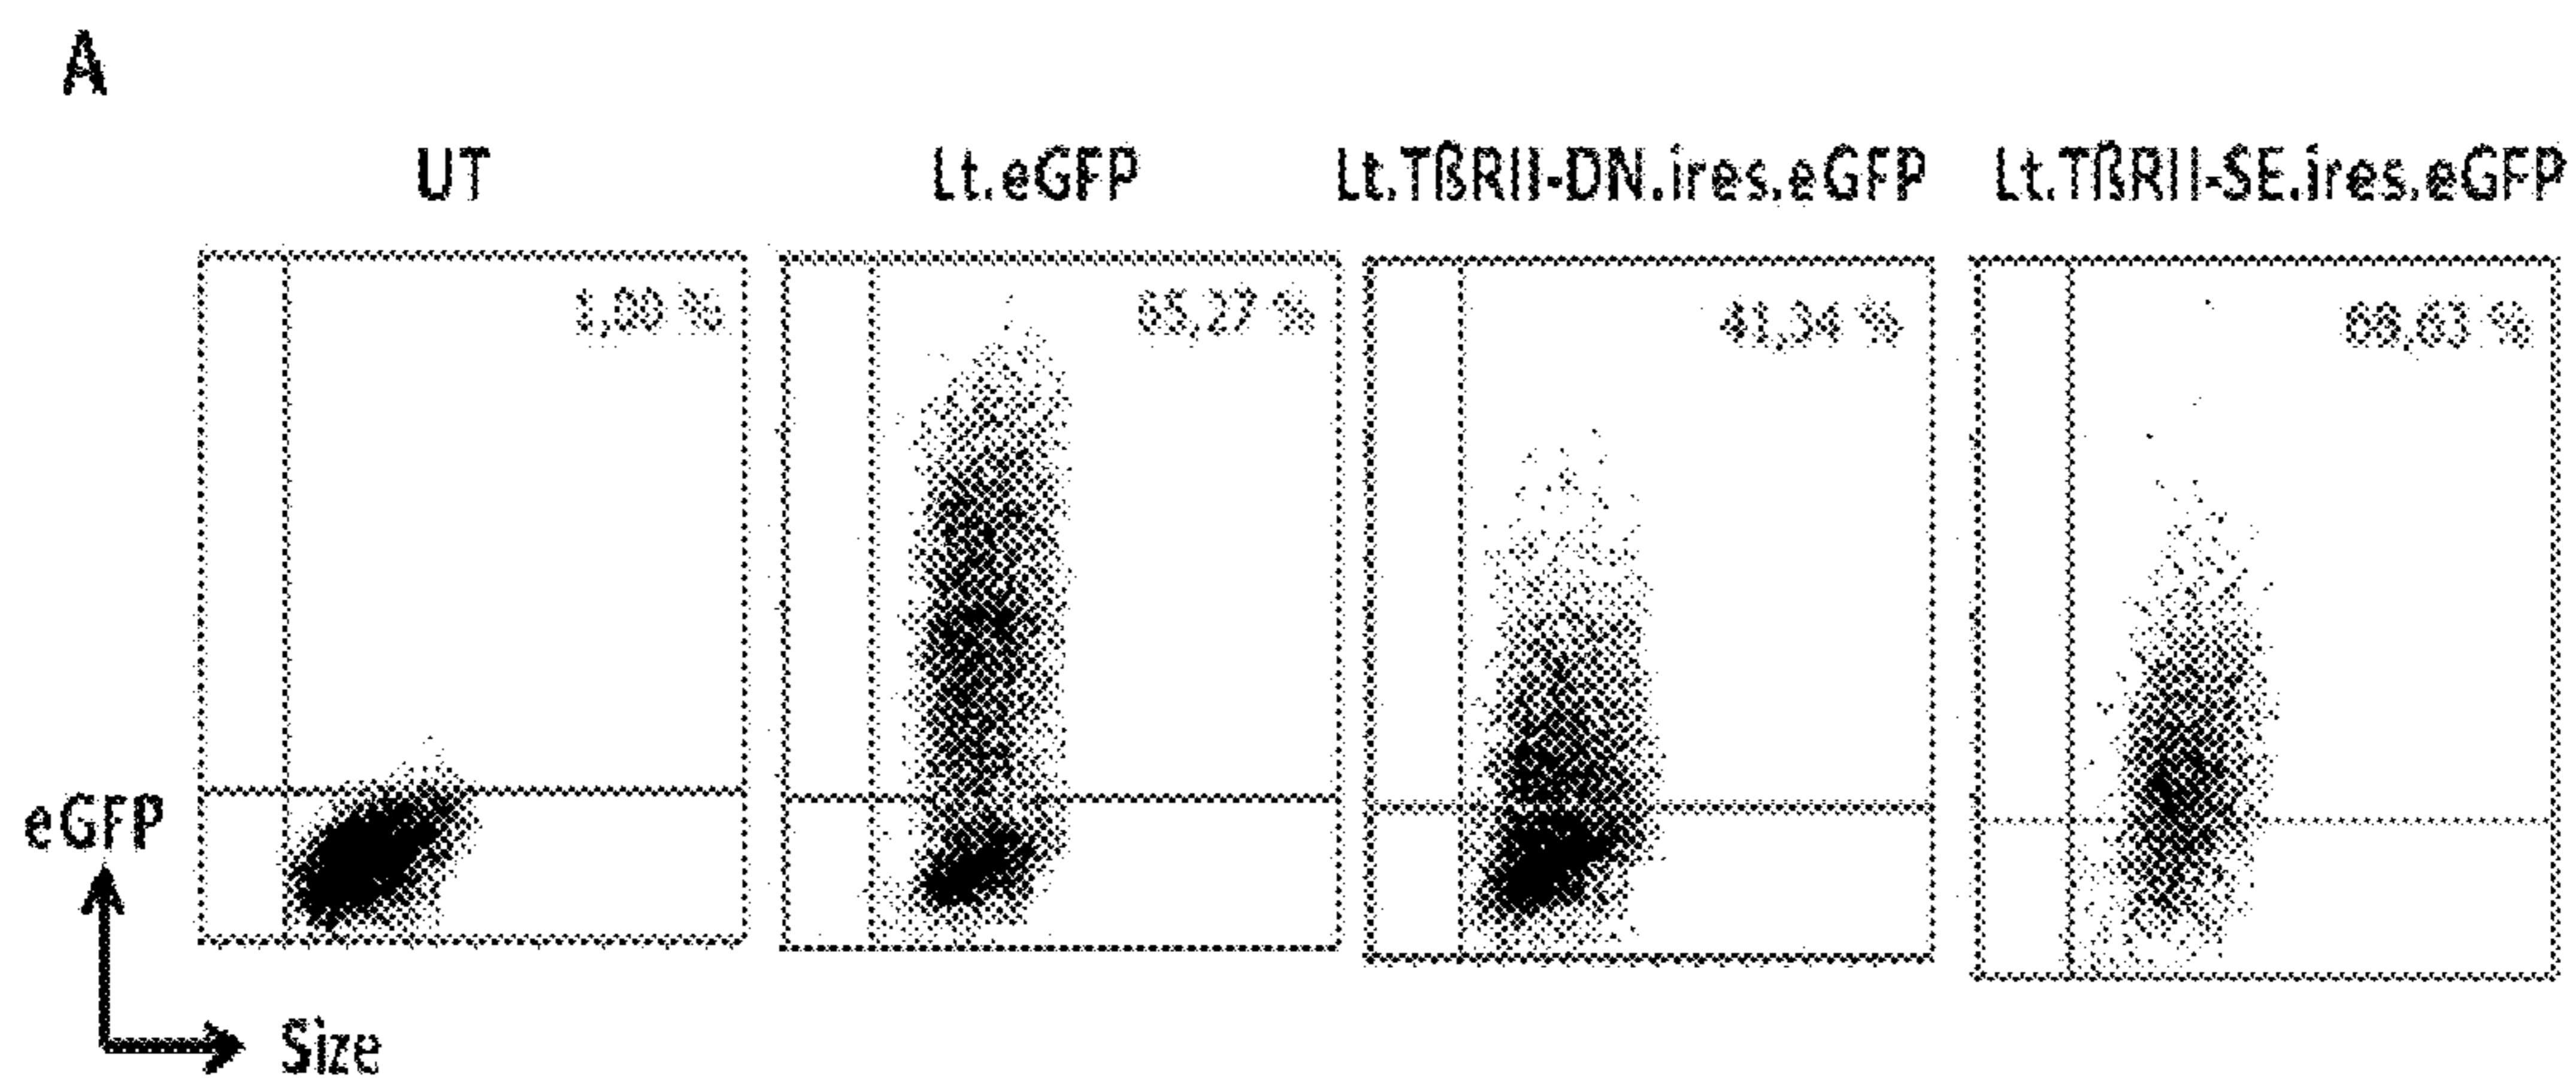 A
UT
Lt.eGFP
Lt.TßRII-DN.ires.eGFP
Lt.TßRII-SE.ires.eGFP
65,27 %
41,34 %
eGFP
Size